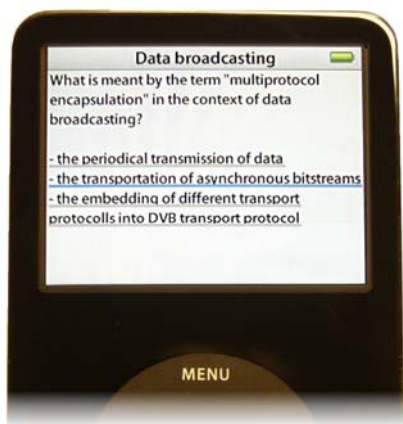 Data broadcasting
What is meant by the term "multiprotocol
encapsulation" in the context of data
broadcasting?
- the periodical transmission of data
- the transportation of asynchronous bitstreams
- the embedding of different transport
protocolls into DVB transport protocol
MENU